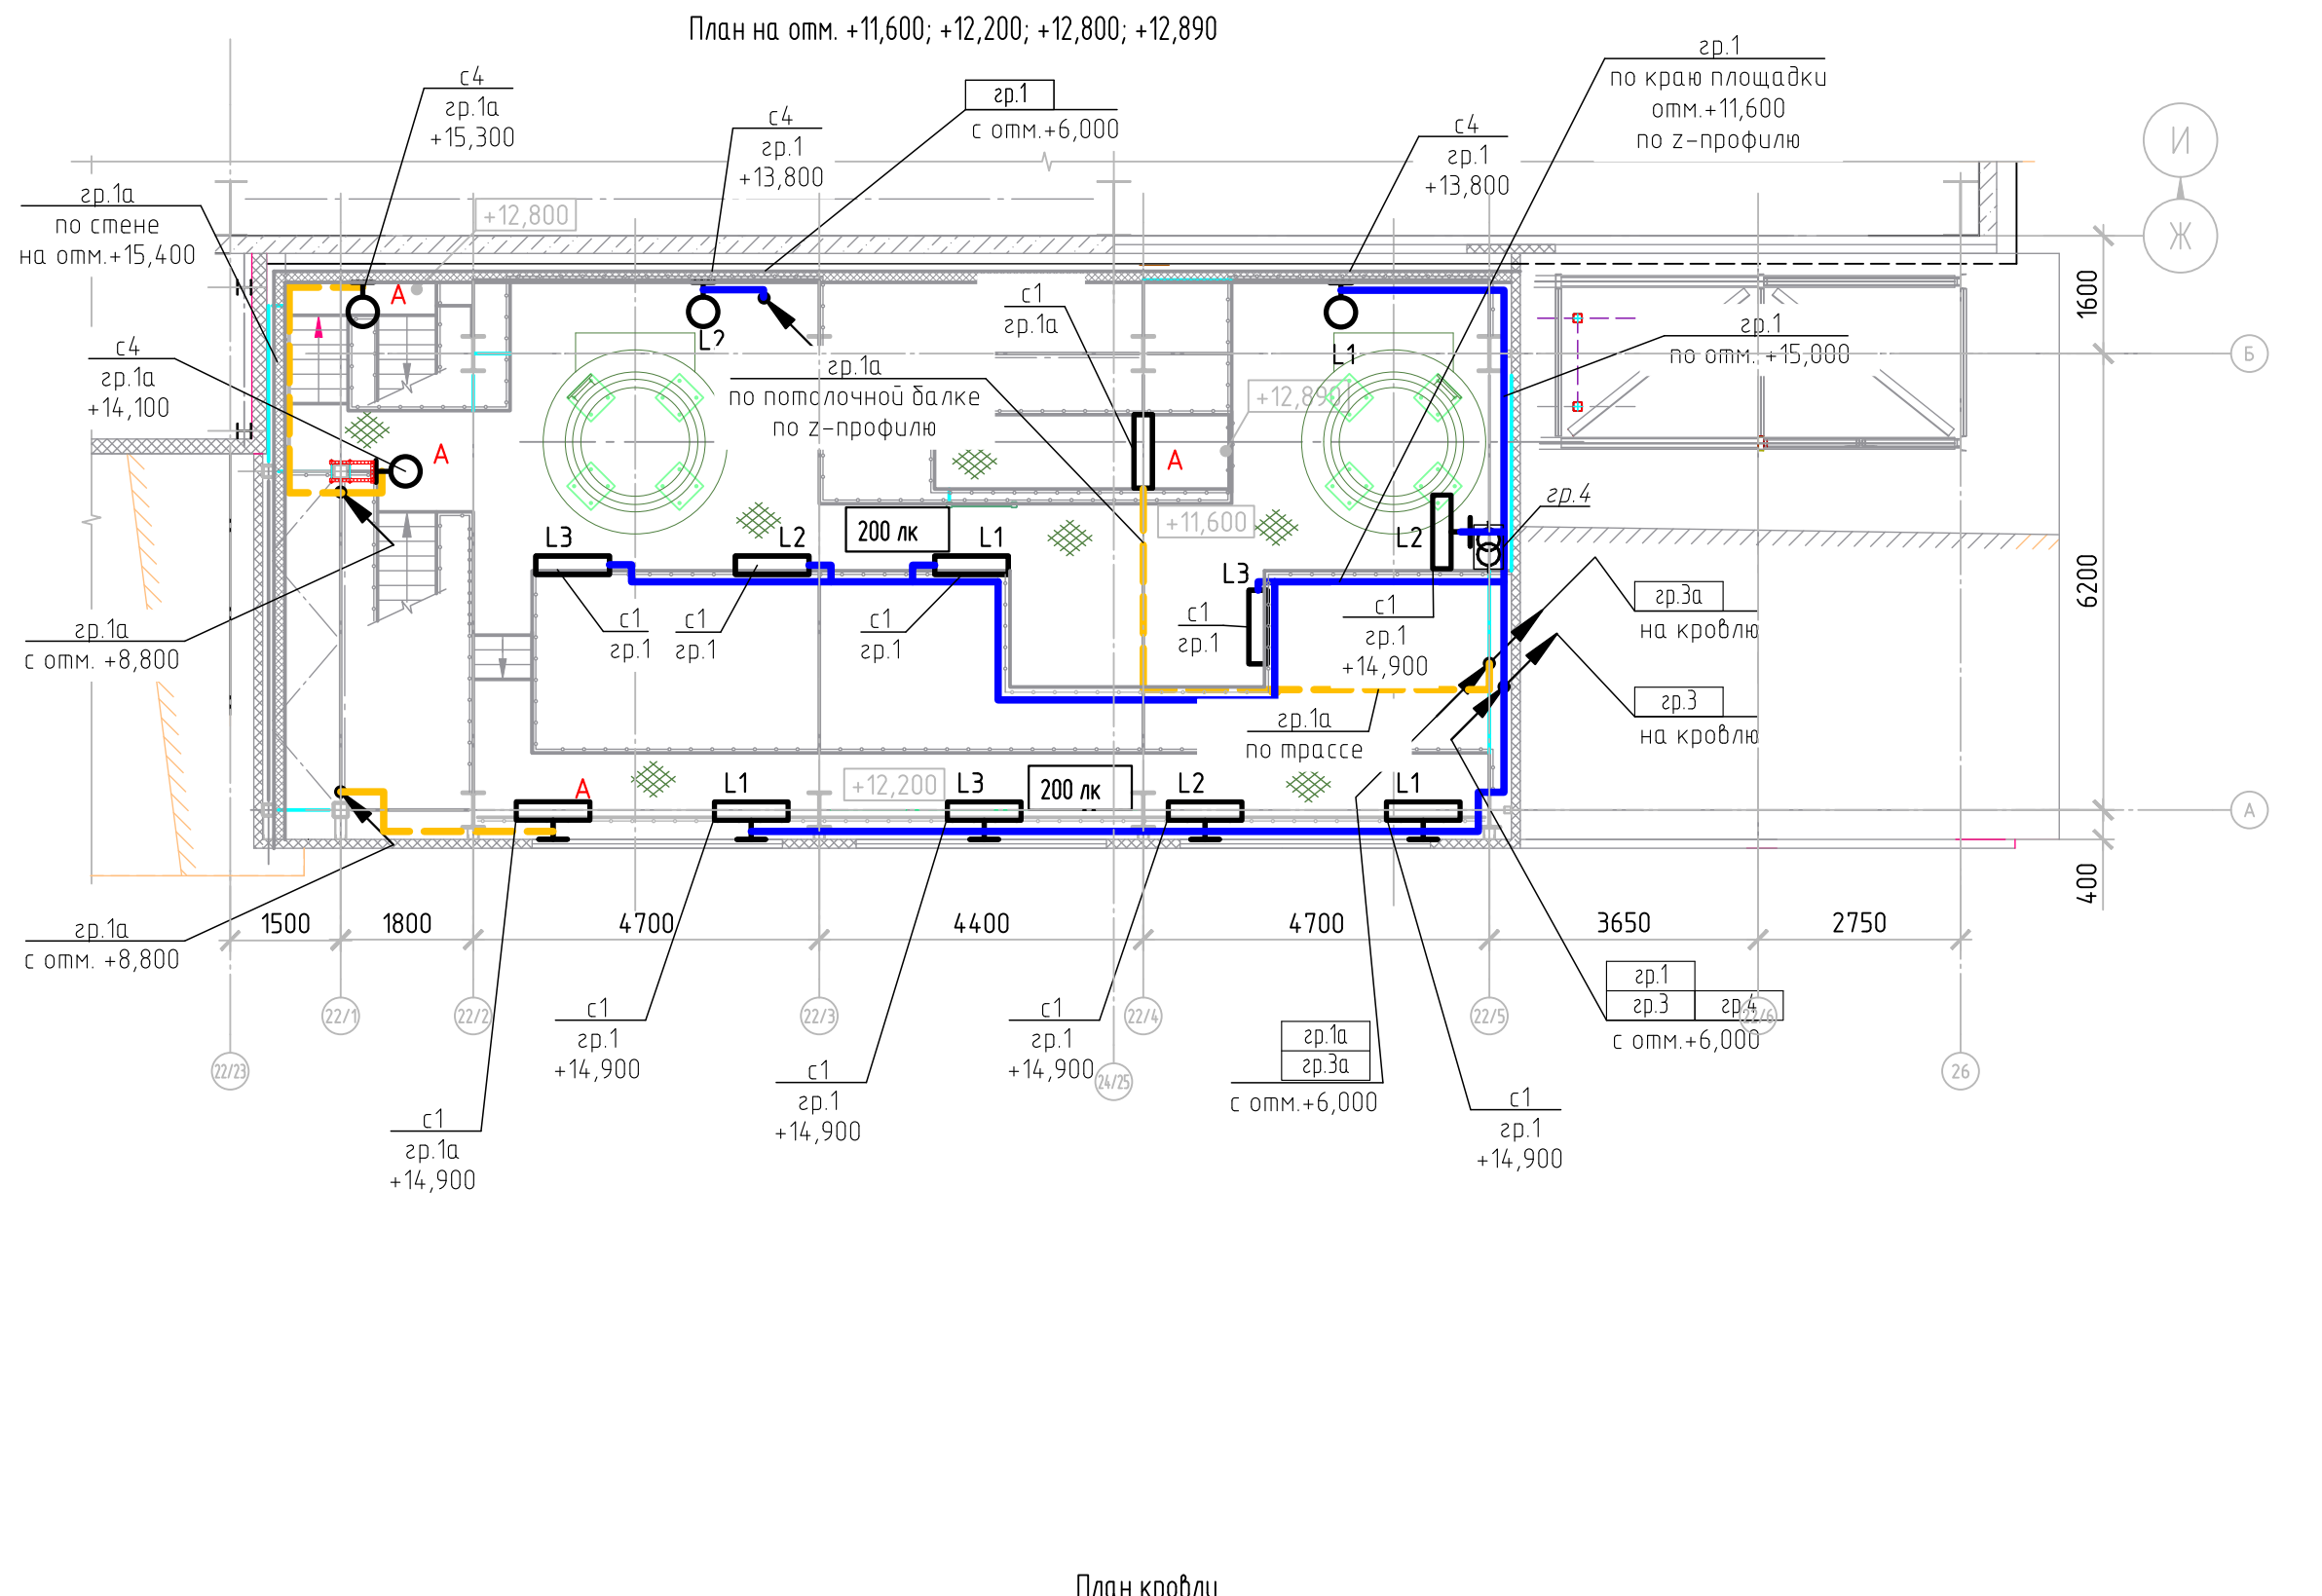 План на отм. +11,600; +12,200; +12,800; +12,890
гр.1
по краю площадки
отм.+11,600
по z-профилю
с4
гр.1а
+15,300
гр.1
с отм.+6,000
с4
гр.1
+13,800
с4
гр.1
+13,800
И
Ж
гр.1а
по стене
на отм.+15,400
+12,800
А
с1
гр.1а
L2
L1
гр.1
по отм. +15,000
1600
Б
с4
гр.1а
+14,100
гр.1а
по потолочной балке
по z-профилю
+12,890
А
А
гр.4
+11,600
200 лк
L3
L2
L1
L2
L3
6200
гр.3а
на кровлю
с1
гр.1
с1
гр.1
с1
гр.1
с1
гр.1
с1
гр.1
+14,900
гр.1а
с отм. +8,800
гр.3
на кровлю
гр.1а
по трассе
А
L1
+12,200
L3
200 лк
L2
L1
А
400
гр.1а
с отм. +8,800
1500
1800
4700
4400
4700
3650
2750
гр.1
гр.3
гр.4
с отм.+6,000
22/1
22/2
22/3
22/4
22/5
22/6
с1
гр.1
+14,900
с1
гр.1
+14,900
гр.1а
гр.3а
с отм.+6,000
22/23
с1
гр.1
+14,900
24/25
26
с1
гр.1а
+14,900
с1
гр.1
+14,900
План кровли